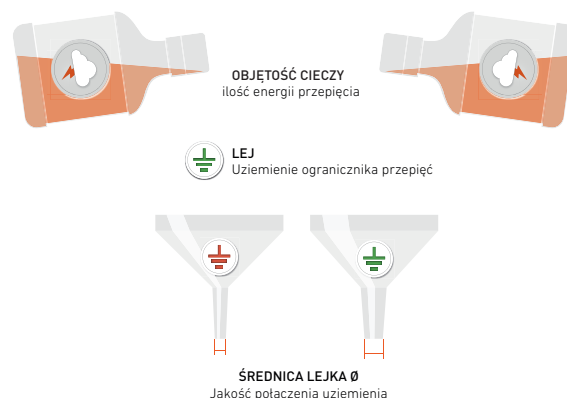 OBJĘTOŚĆ CIECZY
ilość energii przepięcia
LEJ
Uziemienie ogranicznika przepięć
ŚREDNICA LEJKA Ø
Jakość połączenia uziemienia